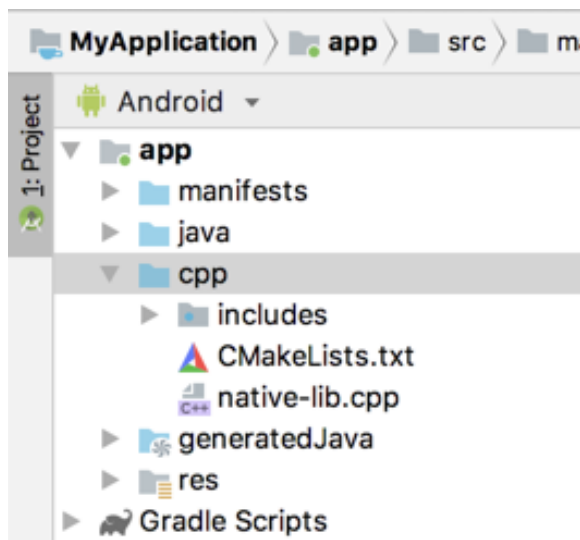 MyApplication app src ma
Android
1: Project
app
manifests
java
cpp
includes
CMakeLists.txt
C++ native-lib.cpp
generatedJava
res
Gradle Scripts